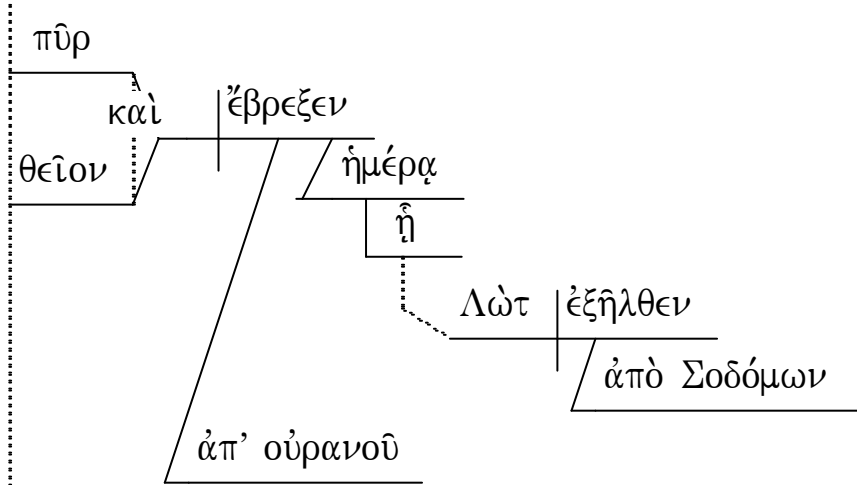 πῦρ
καὶ ἔβρεξεν
θεῖον ἡμέρᾳ
ᾗ
Λὼτ ἐξῆλθεν
ἀπὸ Σοδόμων
ἀπ’ οὐρανοῦ